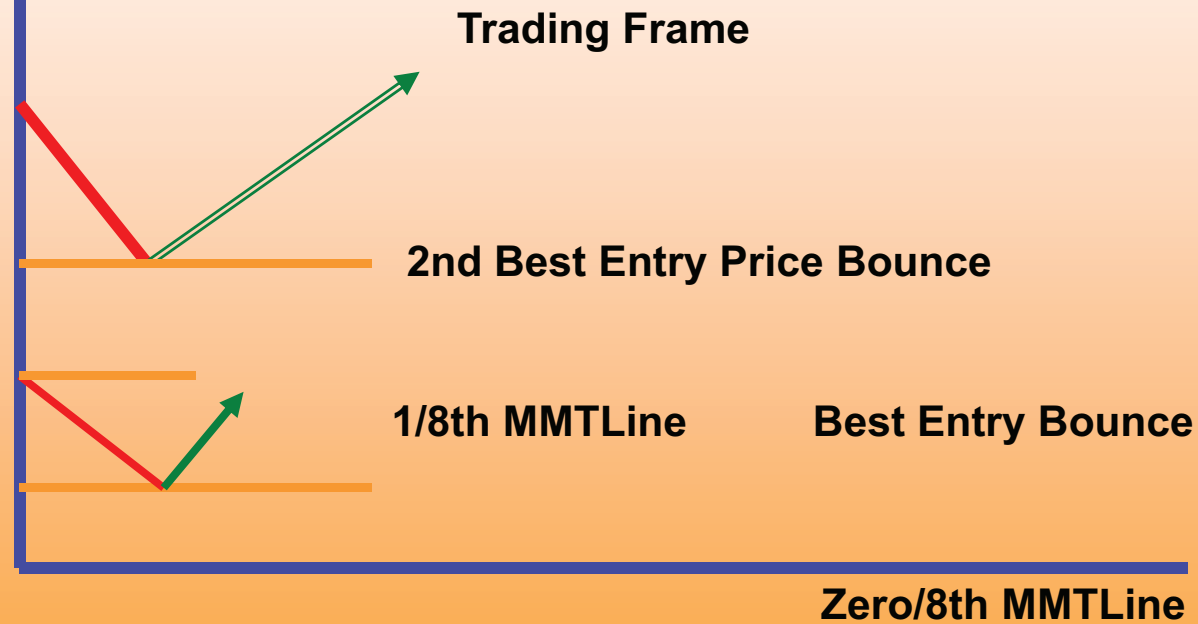 Trading Frame
2nd Best Entry Price Bounce
1/8th MMTLine Best Entry Bounce
Zero/8th MMTLine